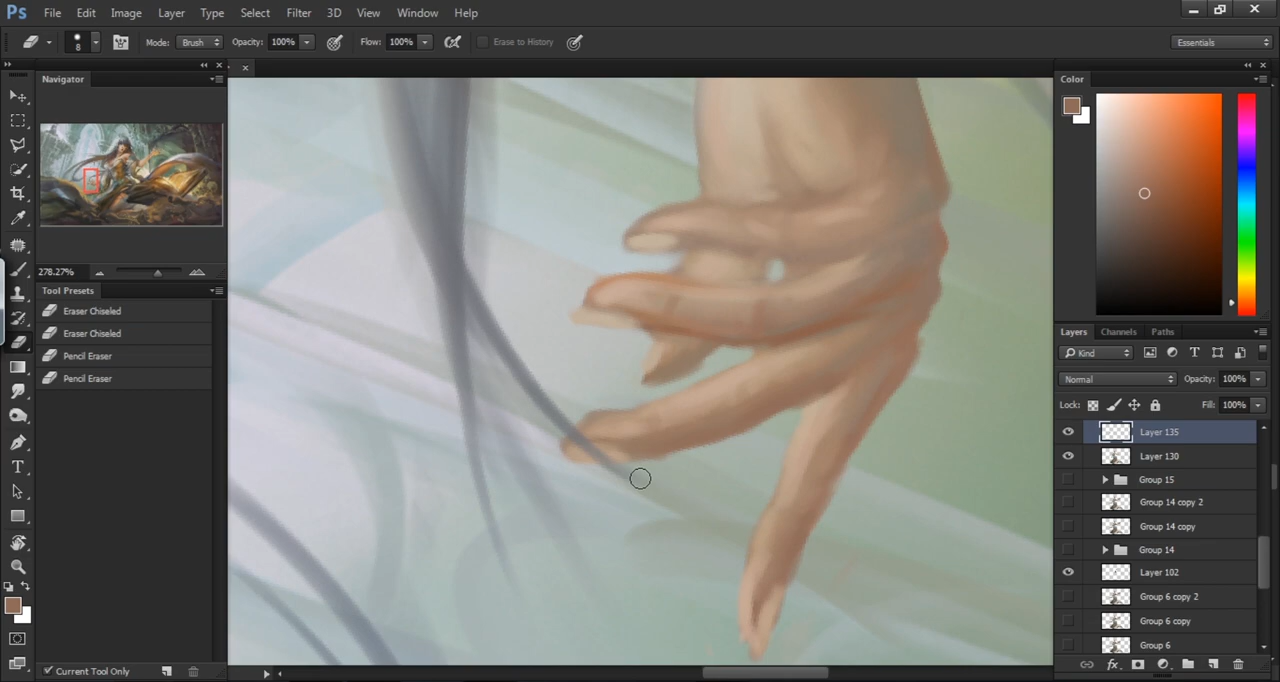 Ps File Edit Image Layer Type Select Filter 3D View Window Help
8 Mode: Brush Opacity: 100% Flow: 100% Erase to History Essentials
Navigator
278.27%
Tool Presets
Eraser Chiseled
Eraser Chiseled
Pencil Eraser
Pencil Eraser
Current Tool Only
Color
Layers Channels Paths
Kind
Normal Opacity: 100%
Lock: Fill: 100%
Layer 135
Layer 130
Group 15
Group 14 copy 2
Group 14 copy
Group 14
Layer 102
Group 6 copy 2
Group 6 copy
Group 6